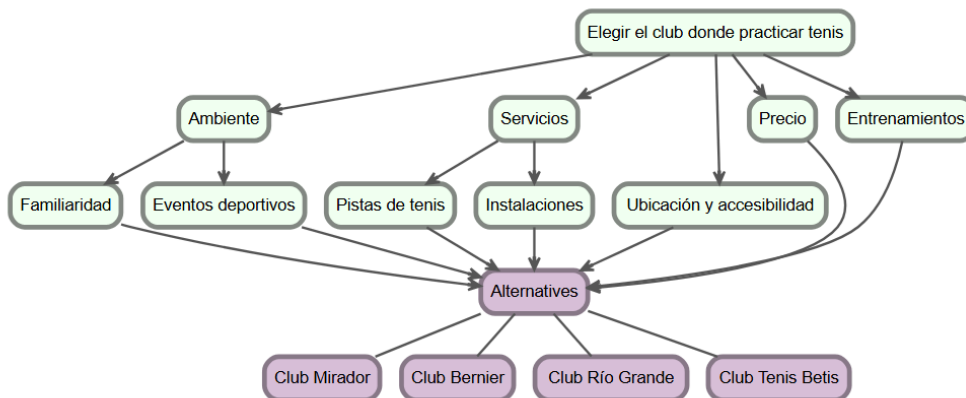 Elegir el club donde practicar tenis
Ambiente
Servicios
Precio
Entrenamientos
Familiaridad
Eventos deportivos
Pistas de tenis
Instalaciones
Ubicación y accesibilidad
Alternatives
Club Mirador
Club Bernier
Club Río Grande
Club Tenis Betis